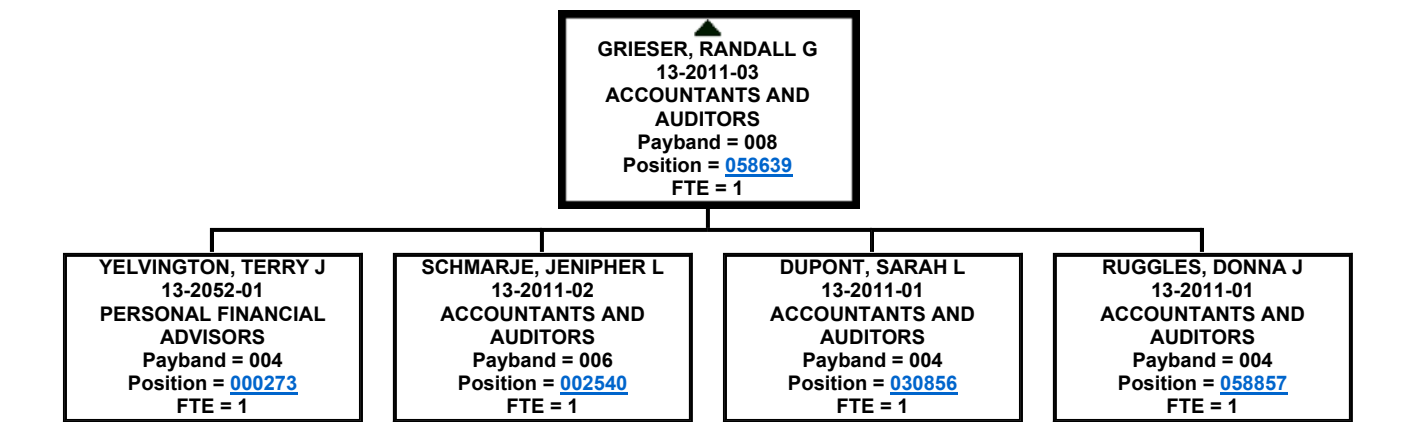 GRIESER, RANDALL G
13-2011-03
ACCOUNTANTS AND
AUDITORS
Payband = 008
Position = 058639
FTE = 1
YELVINGTON, TERRY J
13-2052-01
PERSONAL FINANCIAL
ADVISORS
Payband = 004
Position = 000273
FTE = 1
SCHMARJE, JENIPHER L
13-2011-02
ACCOUNTANTS AND
AUDITORS
Payband = 006
Position = 002540
FTE = 1
DUPONT, SARAH L
13-2011-01
ACCOUNTANTS AND
AUDITORS
Payband = 004
Position = 030856
FTE = 1
RUGGLES, DONNA J
13-2011-01
ACCOUNTANTS AND
AUDITORS
Payband = 004
Position = 058857
FTE = 1